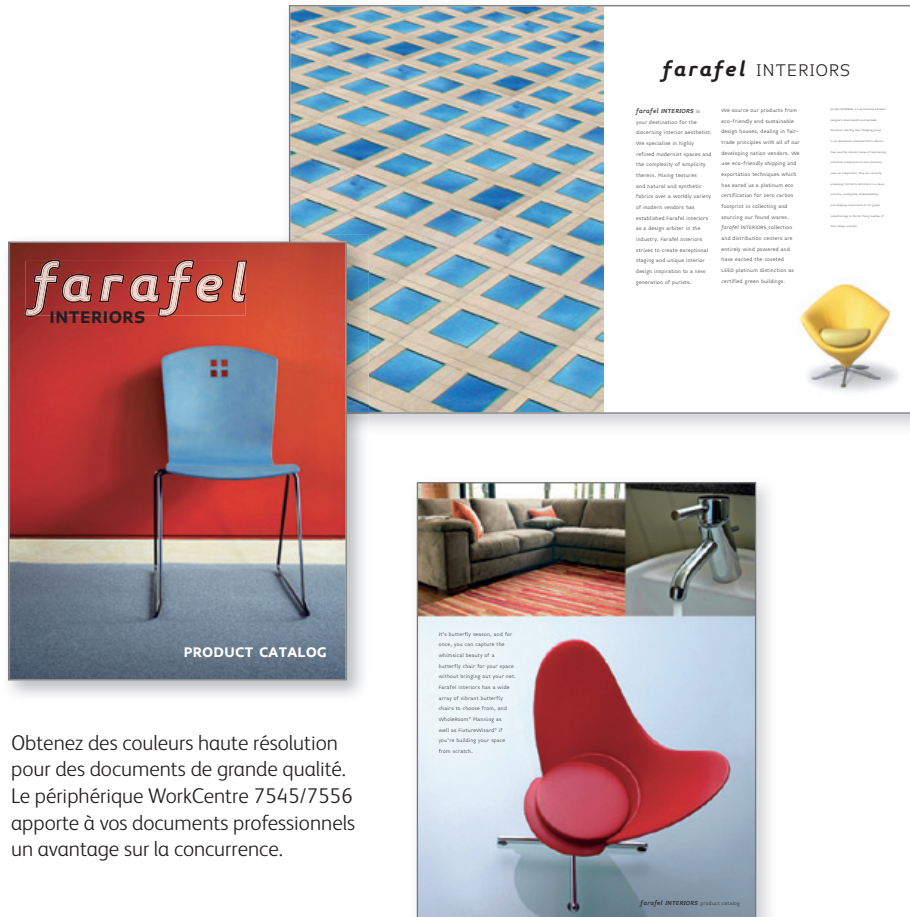 farafel INTERIORS
farafel INTERIORS is
your destination for the
discerning interior aesthetist.
We specialise in highly
refined modernist spaces and
the complexity of simplicity
therein. Mixing textures
and natural and synthetic
fabrics over a worldly variety
of modern vendors has
established Farafel Interiors
as a design arbiter in the
industry. Farafel Interiors
strives to create exceptional
staging and unique interior
design inspiration to a new
generation of purists.
We source our products from
eco-friendly and sustainable
design houses, dealing in fair-
trade principles with all of our
developing nation vendors. We
use eco-friendly shipping and
exportation techniques which
has eared us a platinum eco
certification for zero carbon
footprint in collecting and
sourcing our found wares.
farafel INTERIORS collection
and distribution centers are
entirely wind powered and
have earned the coveted
LEED platinum distinction as
certified green buildings.
farafel
INTERIORS
PRODUCT CATALOG
It's butterfly season, and for
once, you can capture the
whimsical beauty of a
butterfly chair for your space
without bringing out your net.
Farafel Interiors has a wide
array of vibrant butterfly
chairs to choose from, and
WholeRoom® Planning as
well as FixtureWizard® if
you're building your space
from scratch.
farafel INTERIORS product catalog
Obtenez des couleurs haute résolution
pour des documents de grande qualité.
Le périphérique WorkCentre 7545/7556
apporte à vos documents professionnels
un avantage sur la concurrence.